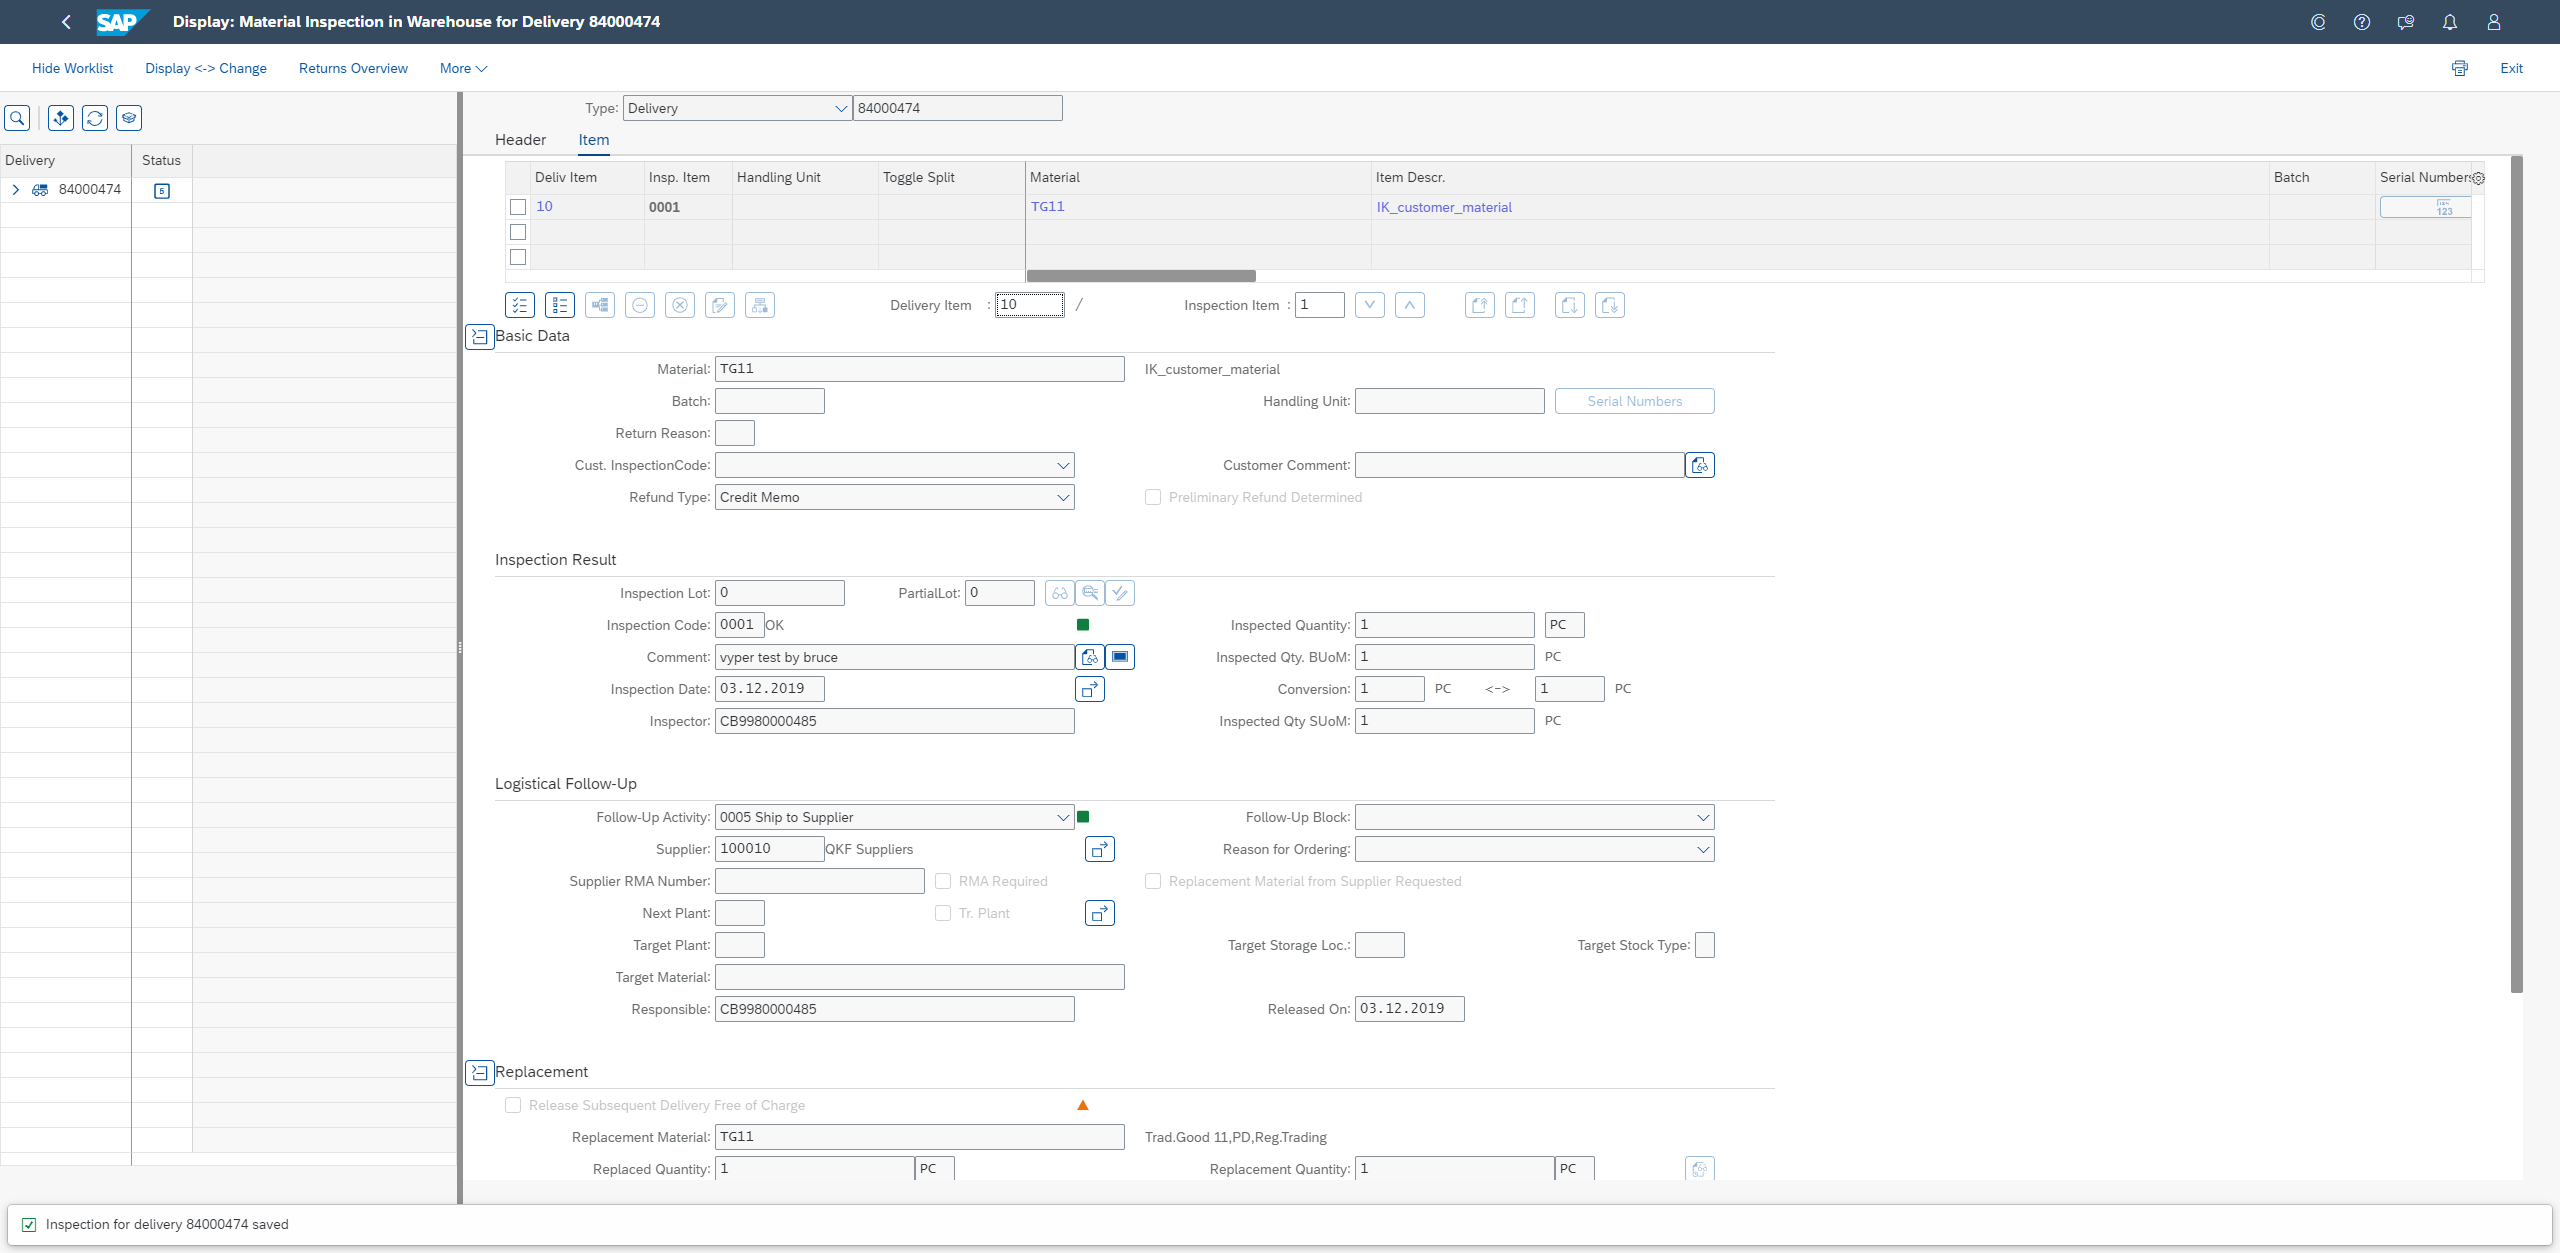 SAP Display: Material Inspection in Warehouse for Delivery 84000474
Hide Worklist Display <-> Change Returns Overview More Exit
Type: Delivery 84000474
Header Item
Delivery Status
84000474 5
Deliv Item Insp. Item Handling Unit Toggle Split Material Item Descr. Batch Serial Numbers
10 0001 TG11 IK_customer_material 123
Delivery Item : 10 / Inspection Item : 1
Basic Data
Material: TG11 IK_customer_material
Batch: Handling Unit: Serial Numbers
Return Reason:
Cust. InspectionCode: Customer Comment:
Refund Type: Credit Memo Preliminary Refund Determined
Inspection Result
Inspection Lot: 0 PartialLot: 0
Inspection Code: 0001 OK Inspected Quantity: 1 PC
Comment: vyper test by bruce Inspected Qty. BUoM: 1 PC
Inspection Date: 03.12.2019 Conversion: 1 PC <-> 1 PC
Inspector: CB9980000485 Inspected Qty SUoM: 1 PC
Logistical Follow-Up
Follow-Up Activity: 0005 Ship to Supplier Follow-Up Block:
Supplier: 100010 QKF Suppliers Reason for Ordering:
Supplier RMA Number: RMA Required Replacement Material from Supplier Requested
Next Plant: Tr. Plant
Target Plant: Target Storage Loc.: Target Stock Type:
Target Material:
Responsible: CB9980000485 Released On: 03.12.2019
Replacement
Release Subsequent Delivery Free of Charge
Replacement Material: TG11 Trad.Good 11,PD,Reg.Trading
Replaced Quantity: 1 PC Replacement Quantity: 1 PC
Inspection for delivery 84000474 saved